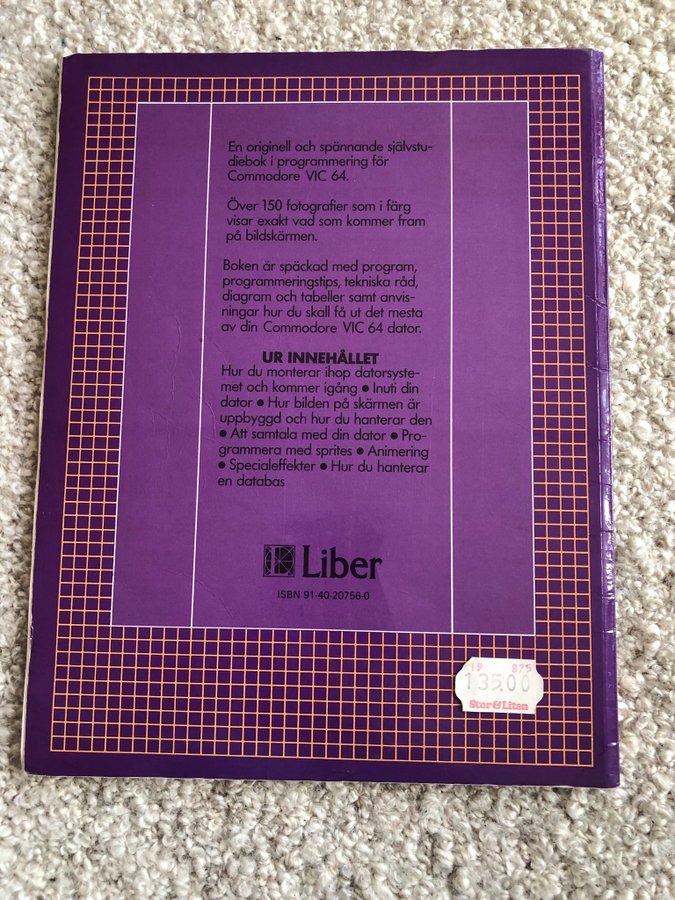 En originell och spännande självstu-
diebok i programmering för
Commodore VIC 64.
Över 150 fotografier som i färg
visar exakt vad som kommer fram
på bildskärmen.
Boken är späckad med program,
programmeringstips, tekniska råd,
diagram och tabeller samt anvis-
ningar hur du skall få ut det mesta
av din Commodore VIC 64 dator.
UR INNEHÅLLET
Hur du monterar ihop datorsyste-
met och kommer igång ● Inuti din
dator ● Hur bilden på skärmen är
uppbyggd och hur du hanterar den
● Att samtala med din dator ● Pro-
grammera med sprites ● Animering
● Specialeffekter ● Hur du hanterar
en databas
Liber
ISBN 91-40-20756-0
19 875
135.00
Stor&Liten